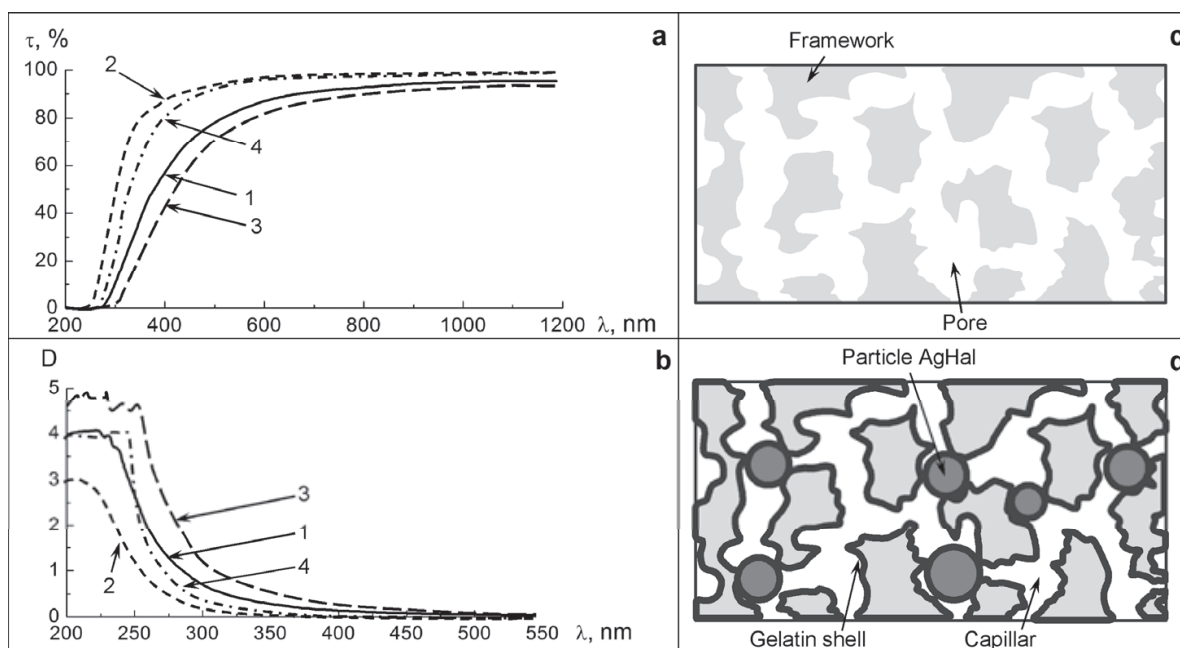 a
τ, %
100
80
60
40
20
0
2
4
1
3
200 400 600 800 1000 1200 λ, nm
c
Framework
Pore
b
D
5
4
3
2
1
0
3
1
4
2
200 250 300 350 400 450 500 550 λ, nm
d
Particle AgHal
Gelatin shell Capillar